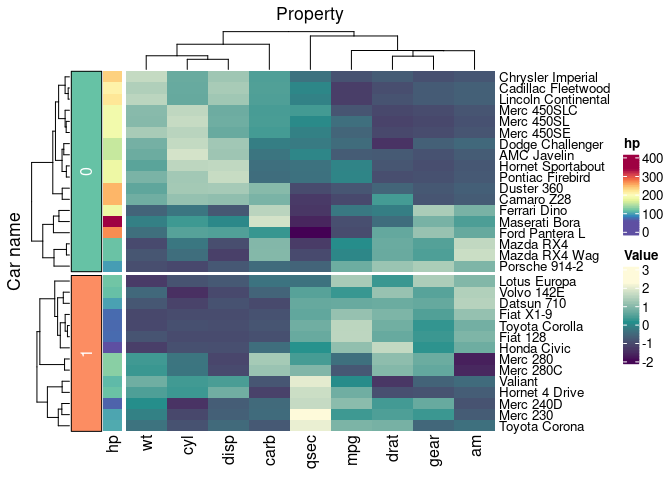 Property
Chrysler Imperial
Cadillac Fleetwood
Lincoln Continental
Merc 450SLC
Merc 450SL
Merc 450SE
Dodge Challenger
AMC Javelin
Hornet Sportabout
Pontiac Firebird
Duster 360
Camaro Z28
Ferrari Dino
Maserati Bora
Ford Pantera L
Mazda RX4
Mazda RX4 Wag
Porsche 914-2
Lotus Europa
Volvo 142E
Datsun 710
Fiat X1-9
Toyota Corolla
Fiat 128
Honda Civic
Merc 280
Merc 280C
Valiant
Hornet 4 Drive
Merc 240D
Merc 230
Toyota Corona
Car name
0
1
hp
wt
cyl
disp
carb
qsec
mpg
drat
gear
am
hp
400
300
200
100
0
Value
3
2
1
0
-1
-2